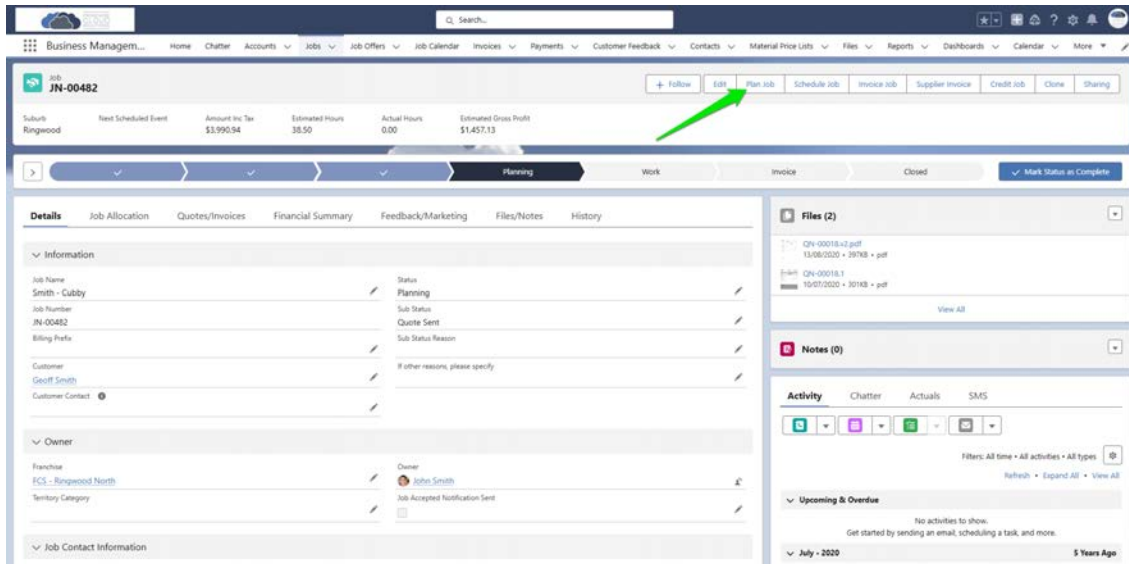 Search...
Business Managem... Home Chatter Accounts Jobs Job Offers Job Calendar Invoices Payments Customer Feedback Contacts Material Price Lists Files Reports Dashboards Calendar More
Job
JN-00482
+ Follow Edit Plan Job Schedule Job Invoice Job Supplier Invoice Credit Job Clone Sharing
Suburb Next Scheduled Event Amount Inc Tax Estimated Hours Actual Hours Estimated Gross Profit
Ringwood $3,990.94 38.50 0.00 $1,457.13
Planning Work Invoice Closed Mark Status as Complete
Details Job Allocation Quotes/Invoices Financial Summary Feedback/Marketing Files/Notes History
Information
Job Name
Smith - Cubby
Job Number
JN-00482
Billing Prefix
Customer
Geoff Smith
Customer Contact
Status
Planning
Sub Status
Quote Sent
Sub Status Reason
If other reasons, please specify
Owner
Franchise
FCS - Ringwood North
Territory Category
Owner
John Smith
Job Accepted Notification Sent
Job Contact Information
Files (2)
QN-00018.v2.pdf
13/08/2020 • 397KB • pdf
QN-00018.1
10/07/2020 • 301KB • pdf
View All
Notes (0)
Activity Chatter Actuals SMS
Filters: All time • All activities • All types
Refresh • Expand All • View All
Upcoming & Overdue
No activities to show.
Get started by sending an email, scheduling a task, and more.
July - 2020 5 Years Ago